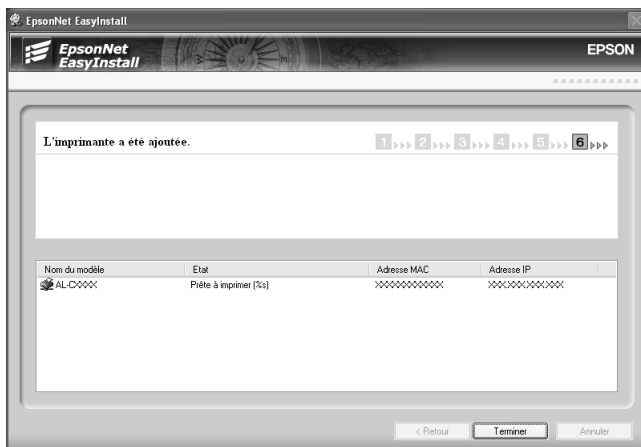 EpsonNet EasyInstall
EpsonNet
EasyInstall
EPSON
L'imprimante a été ajoutée.
1 2 3 4 5 6
Nom du modèle Etat Adresse MAC Adresse IP
AL-CXXXX Prête à imprimer (%s) XXXXXXXXXXXX XXX.XXX.XXX.XXX
< Retour Terminer Annuler